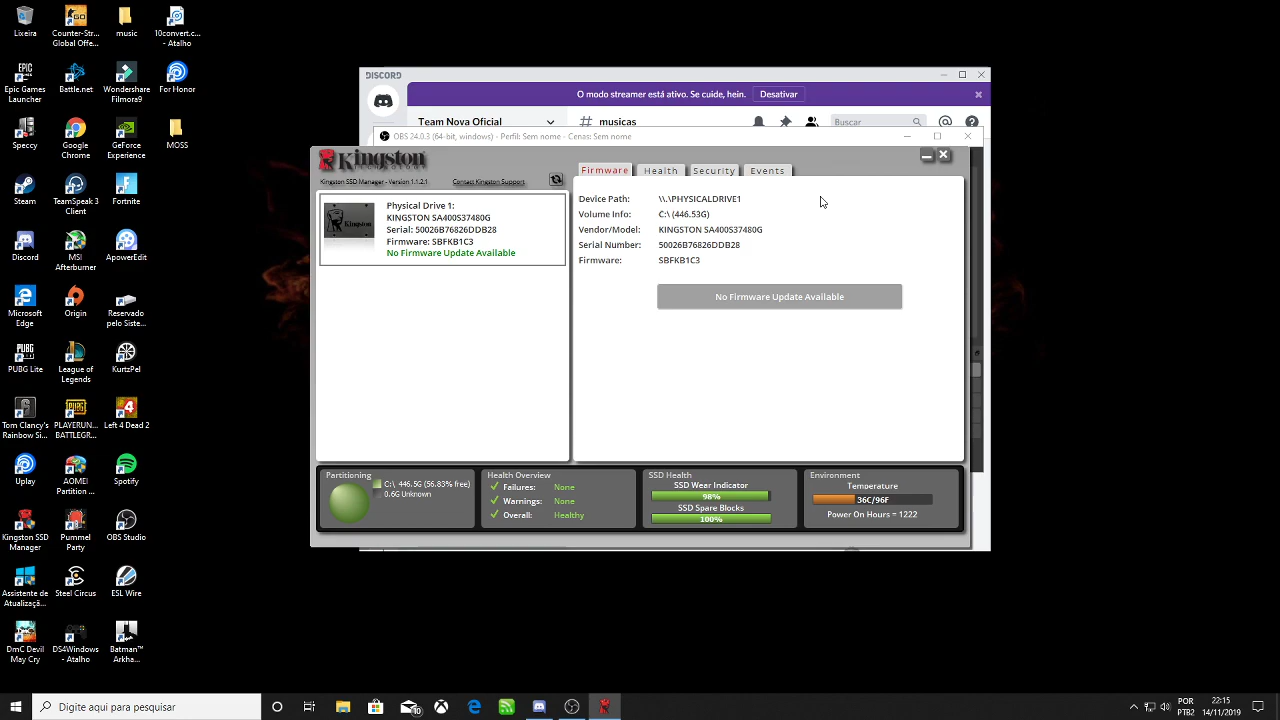 Lixeira
Counter-Str...
Global Offe...
music
10convert.c...
- Atalho
Epic Games
Launcher
Battle.net
Wondershare
Filmora9
For Honor
Speccy
Google
Chrome
GeForce
Experience
MOSS
Steam
TeamSpeak 3
Client
Fortnite
Discord
MSI
Afterburner
ApowerEdit
Microsoft
Edge
Origin
Reservado
pelo Siste...
PUBG Lite
League of
Legends
KurtzPel
Tom Clancy's
Rainbow Si...
PLAYERUN...
BATTLEGR...
Left 4 Dead 2
Uplay
AOMEI
Partition ...
Spotify
Kingston SSD
Manager
Pummel
Party
OBS Studio
Assistente de
Atualizaçã...
Steel Circus
ESL Wire
DmC Devil
May Cry
DS4Windows
- Atalho
Batman™
Arkha...
DISCORD
O modo streamer está ativo. Se cuide, hein.
Desativar
Team Nova Oficial
# musicas
Buscar
OBS 24.0.3 (64-bit, windows) - Perfil: Sem nome - Cenas: Sem nome
Kingston
TECHNOLOGY
Kingston SSD Manager - Version 1.1.2.1
Contact Kingston Support
Firmware
Health
Security
Events
Physical Drive 1:
KINGSTON SA400S37480G
Serial: 50026B76826DDB28
Firmware: SBFKB1C3
No Firmware Update Available
Device Path: \\.\PHYSICALDRIVE1
Volume Info: C:\ (446.53G)
Vendor/Model: KINGSTON SA400S37480G
Serial Number: 50026B76826DDB28
Firmware: SBFKB1C3
No Firmware Update Available
Partitioning
C:\, 446.5G (56.83% free)
0.6G Unknown
Health Overview
Failures: None
Warnings: None
Overall: Healthy
SSD Health
SSD Wear Indicator
98%
SSD Spare Blocks
100%
Environment
Temperature
36C/96F
Power On Hours = 1222
Digite aqui para pesquisar
10
POR
PTB2
22:15
14/11/2019